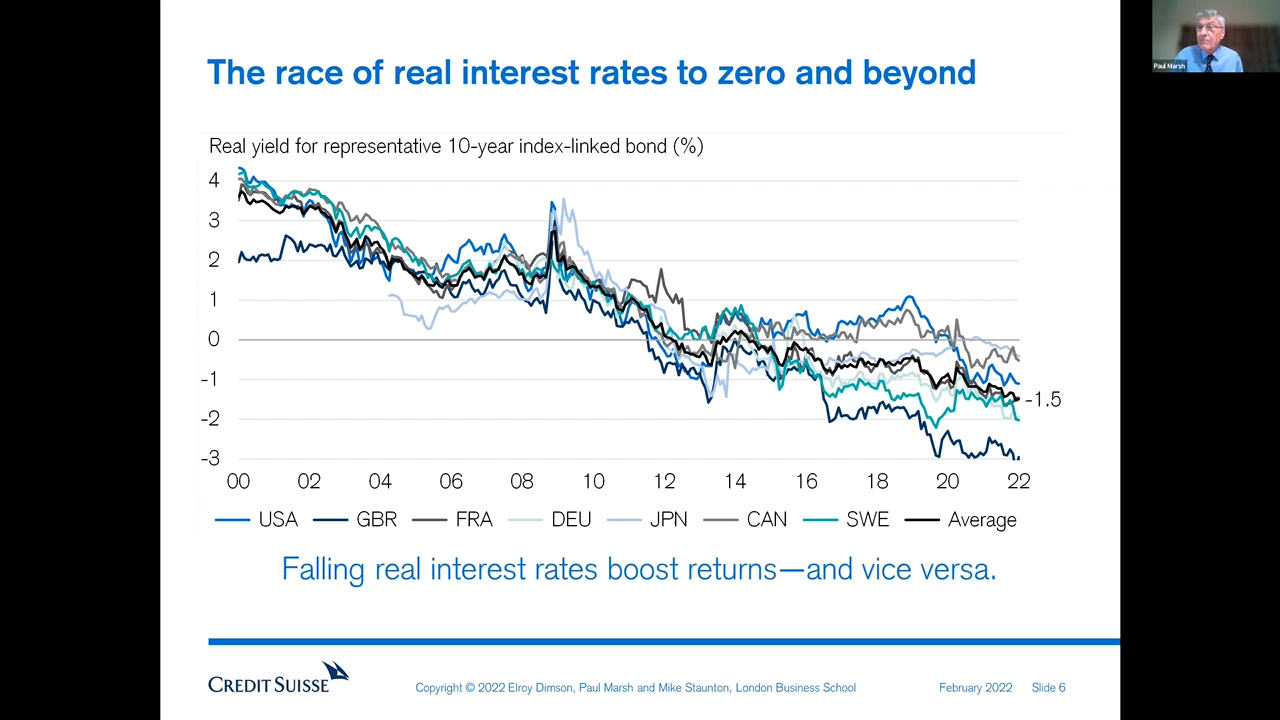 The race of real interest rates to zero and beyond
Paul Marsh
Real yield for representative 10-year index-linked bond (%)
4
3
2
1
0
-1
-2
-3
-1.5
00 02 04 06 08 10 12 14 16 18 20 22
USA GBR FRA DEU JPN CAN SWE Average
Falling real interest rates boost returns—and vice versa.
CREDIT SUISSE
Copyright © 2022 Elroy Dimson, Paul Marsh and Mike Staunton, London Business School
February 2022 Slide 6